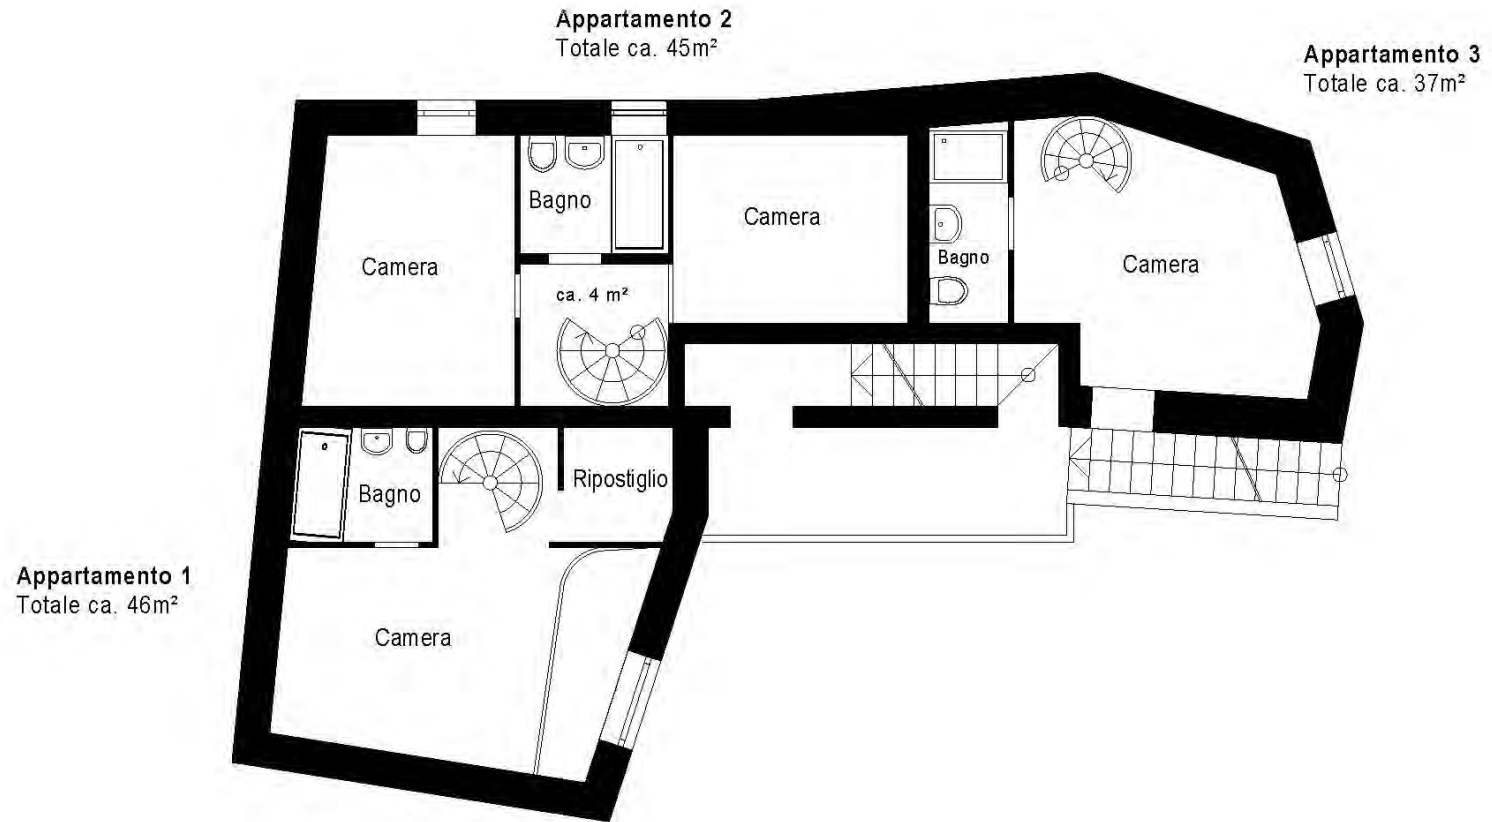 Appartamento 2
Totale ca. 45m²
Appartamento 3
Totale ca. 37m²
Bagno
Camera
Bagno
Camera
Camera
ca. 4 m²
Ripostiglio
Bagno
Appartamento 1
Totale ca. 46m²
Camera